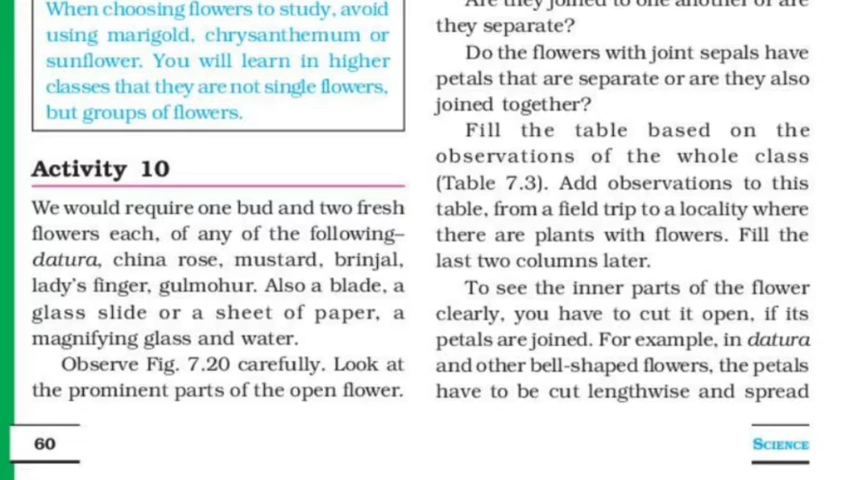 When choosing flowers to study, avoid
using marigold, chrysanthemum or
sunflower. You will learn in higher
classes that they are not single flowers,
but groups of flowers.
Activity 10
We would require one bud and two fresh
flowers each, of any of the following–
datura, china rose, mustard, brinjal,
lady's finger, gulmohur. Also a blade, a
glass slide or a sheet of paper, a
magnifying glass and water.
Observe Fig. 7.20 carefully. Look at
the prominent parts of the open flower.
60
Are they joined to one another or are
they separate?
Do the flowers with joint sepals have
petals that are separate or are they also
joined together?
Fill the table based on the
observations of the whole class
(Table 7.3). Add observations to this
table, from a field trip to a locality where
there are plants with flowers. Fill the
last two columns later.
To see the inner parts of the flower
clearly, you have to cut it open, if its
petals are joined. For example, in datura
and other bell-shaped flowers, the petals
have to be cut lengthwise and spread
SCIENCE